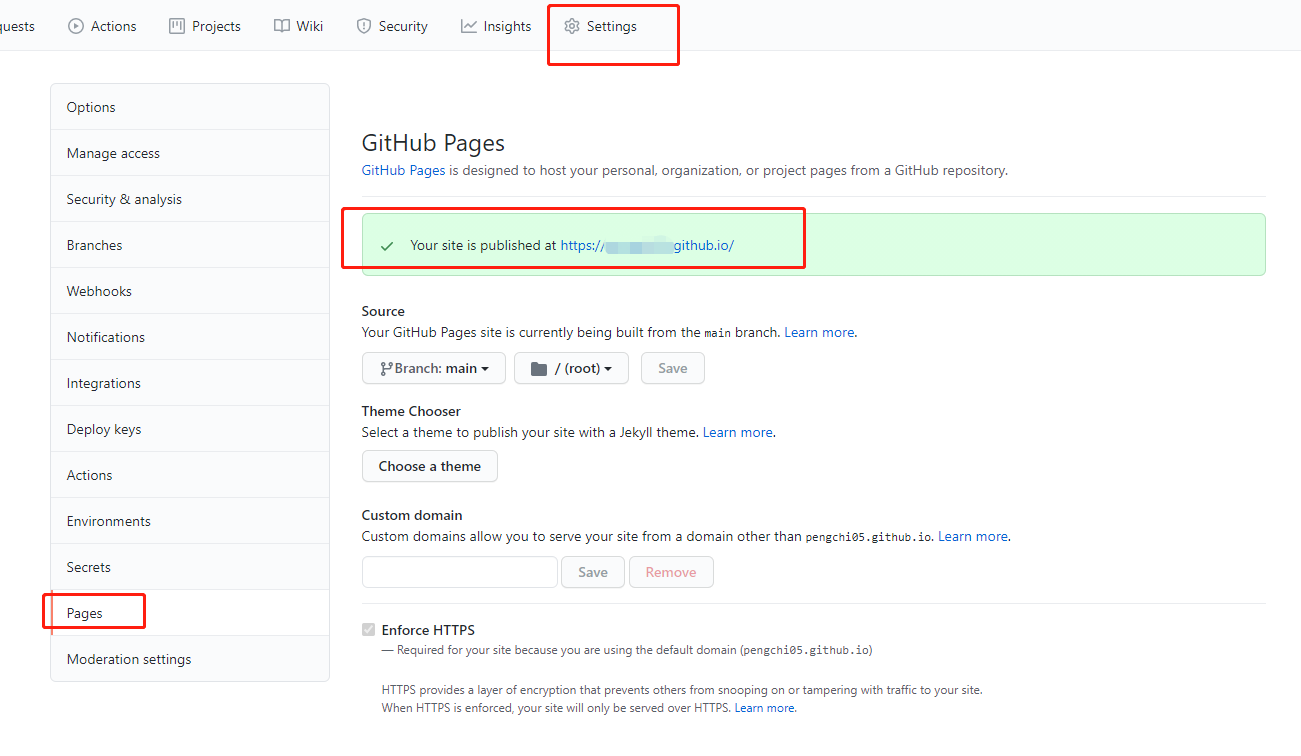 quests Actions Projects Wiki Security Insights Settings
Options
Manage access
Security & analysis
Branches
Webhooks
Notifications
Integrations
Deploy keys
Actions
Environments
Secrets
Pages
Moderation settings
GitHub Pages
GitHub Pages is designed to host your personal, organization, or project pages from a GitHub repository.
Your site is published at https:// github.io/
Source
Your GitHub Pages site is currently being built from the main branch. Learn more.
Branch: main / (root) Save
Theme Chooser
Select a theme to publish your site with a Jekyll theme. Learn more.
Choose a theme
Custom domain
Custom domains allow you to serve your site from a domain other than pengchi05.github.io. Learn more.
Save Remove
Enforce HTTPS
— Required for your site because you are using the default domain (pengchi05.github.io)
HTTPS provides a layer of encryption that prevents others from snooping on or tampering with traffic to your site.
When HTTPS is enforced, your site will only be served over HTTPS. Learn more.